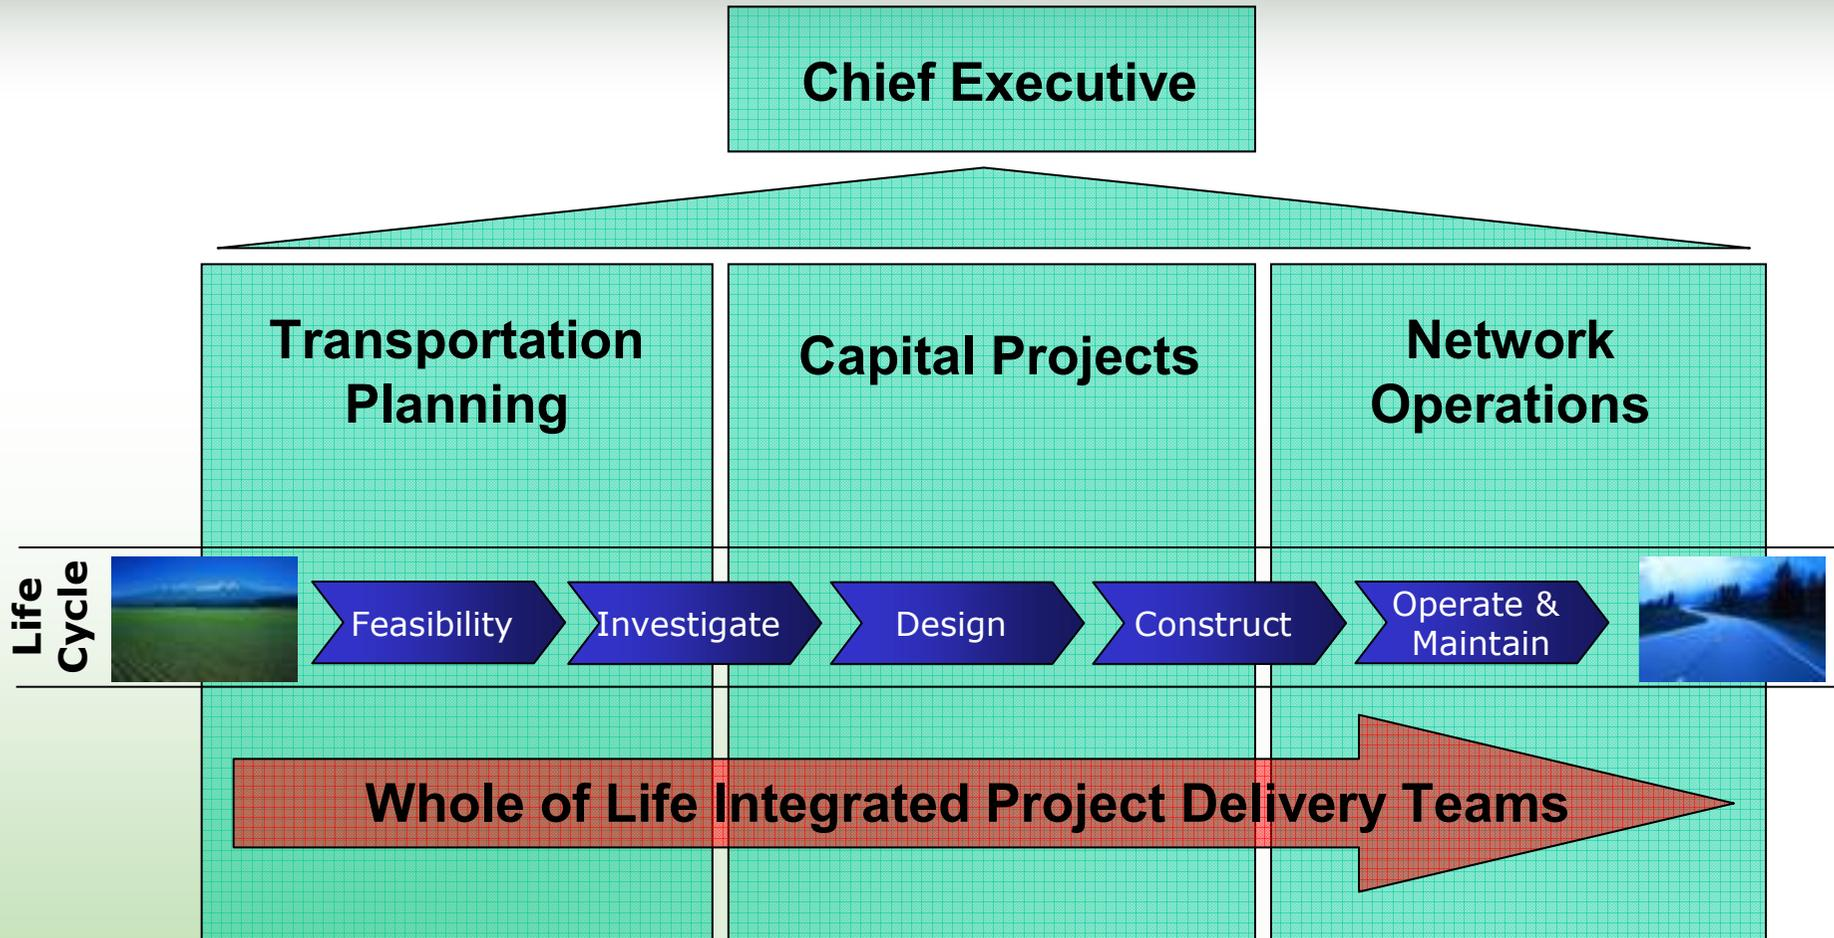 Chief Executive
Transportation
Planning
Capital Projects
Network
Operations
Life
Cycle
Feasibility
Investigate
Design
Construct
Operate &
Maintain
Whole of Life Integrated Project Delivery Teams